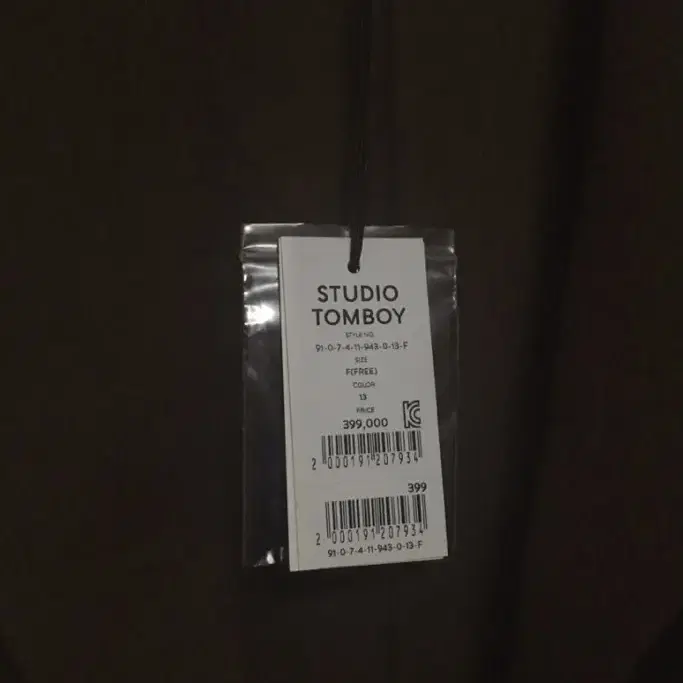 STUDIO
TOMBOY
STYLE NO.
91-0-7-4-11-943-0-13-F
SIZE
F(FREE)
COLOR
13
PRICE
399,000
2 000191 207934
399
2 000191 207934
91-0-7-4-11-943-0-13-F